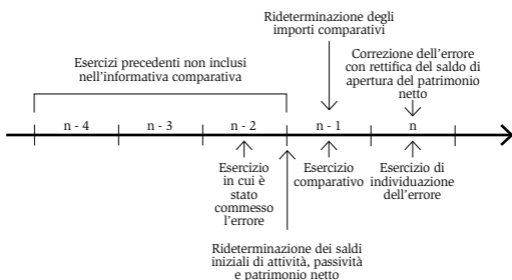 Rideterminazione degli
importi comparativi
Esercizi precedenti non inclusi
nell'informativa comparativa
Correzione dell'errore
con rettifica del saldo di
apertura del patrimonio
netto
n - 4
n - 3
n - 2
n - 1
n
Esercizio
in cui è
stato
commesso
l'errore
Esercizio
comparativo
Esercizio di
individuazione
dell'errore
Rideterminazione dei saldi
iniziali di attività, passività
e patrimonio netto